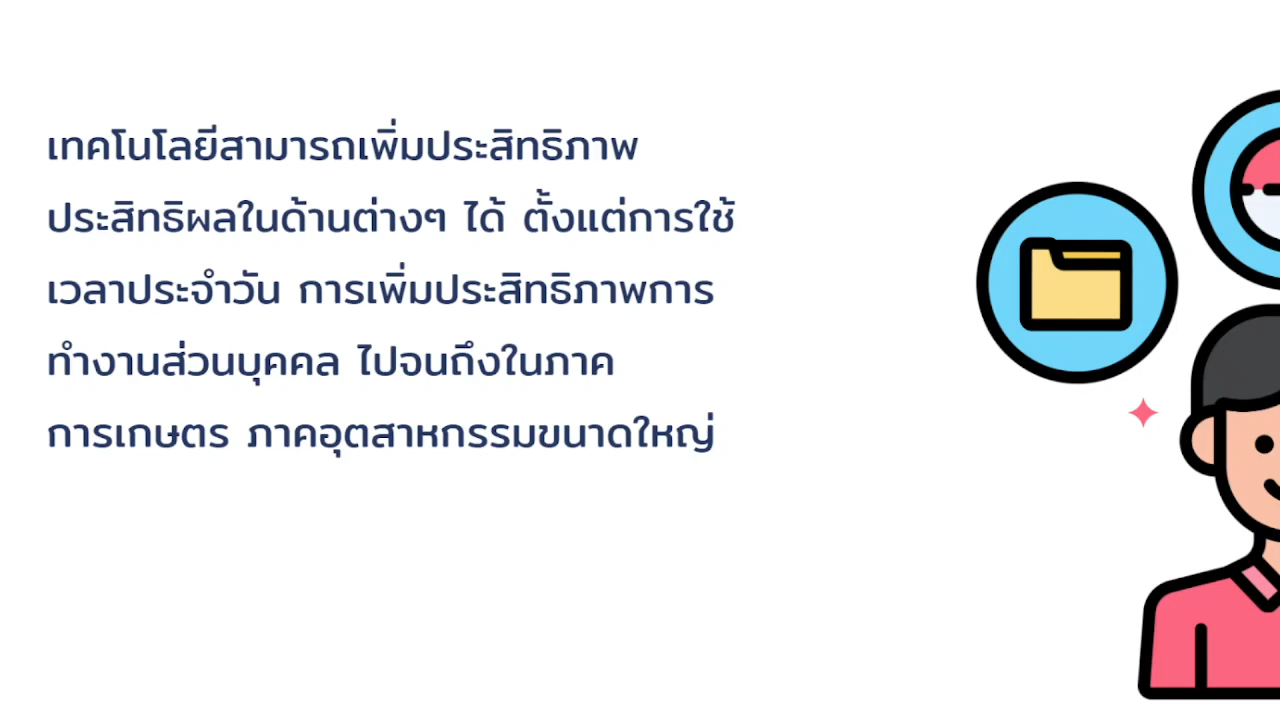 เทคโนโลยีสามารถเพิ่มประสิทธิภาพ
ประสิทธิผลในด้านต่างๆ ได้ ตั้งแต่การใช้
เวลาประจำวัน การเพิ่มประสิทธิภาพการ
ทำงานส่วนบุคคล ไปจนถึงในภาค
การเกษตร ภาคอุตสาหกรรมขนาดใหญ่